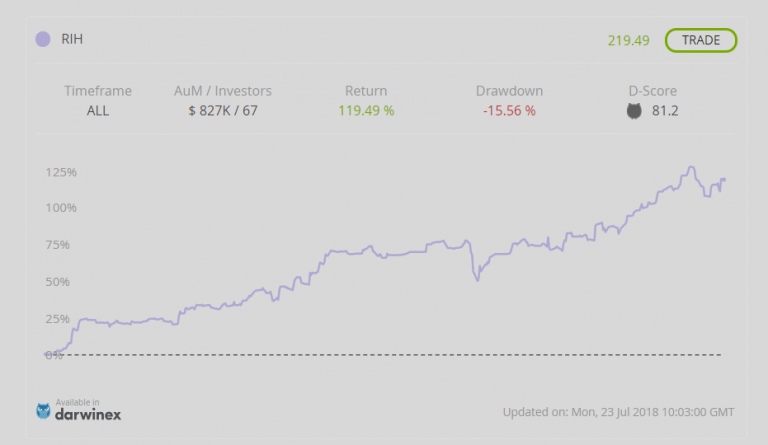 RIH 219.49 TRADE
Timeframe AuM / Investors Return Drawdown D-Score
ALL $ 827K / 67 119.49 % -15.56 % 81.2
125%
100%
75%
50%
25%
0%
Available in
darwinex Updated on: Mon, 23 Jul 2018 10:03:00 GMT